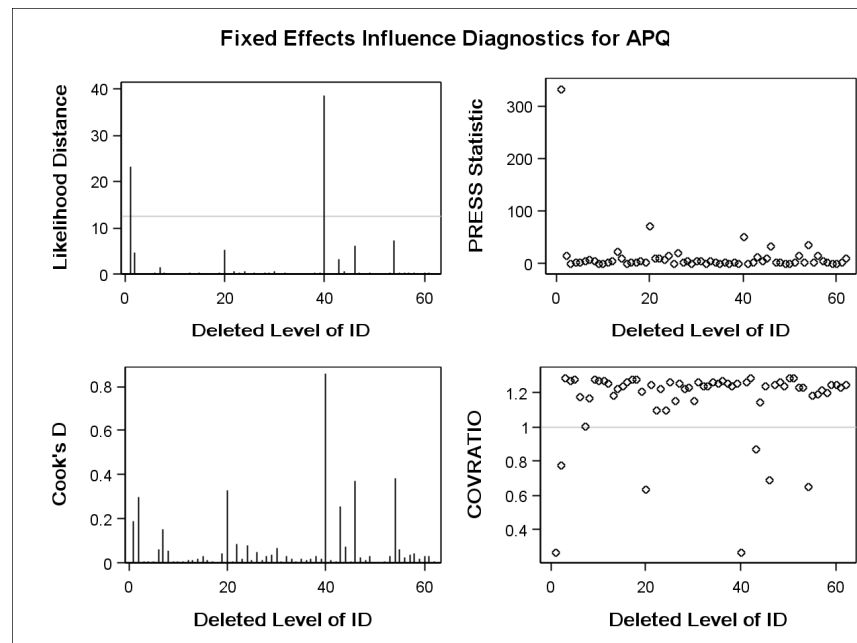 Fixed Effects Influence Diagnostics for APQ
Likelihood Distance
40
30
20
10
0
0 20 40 60
Deleted Level of ID
PRESS Statistic
300
200
100
0
0 20 40 60
Deleted Level of ID
Cook's D
0.8
0.6
0.4
0.2
0
0 20 40 60
Deleted Level of ID
COVRATIO
1.2
1
0.8
0.6
0.4
0 20 40 60
Deleted Level of ID